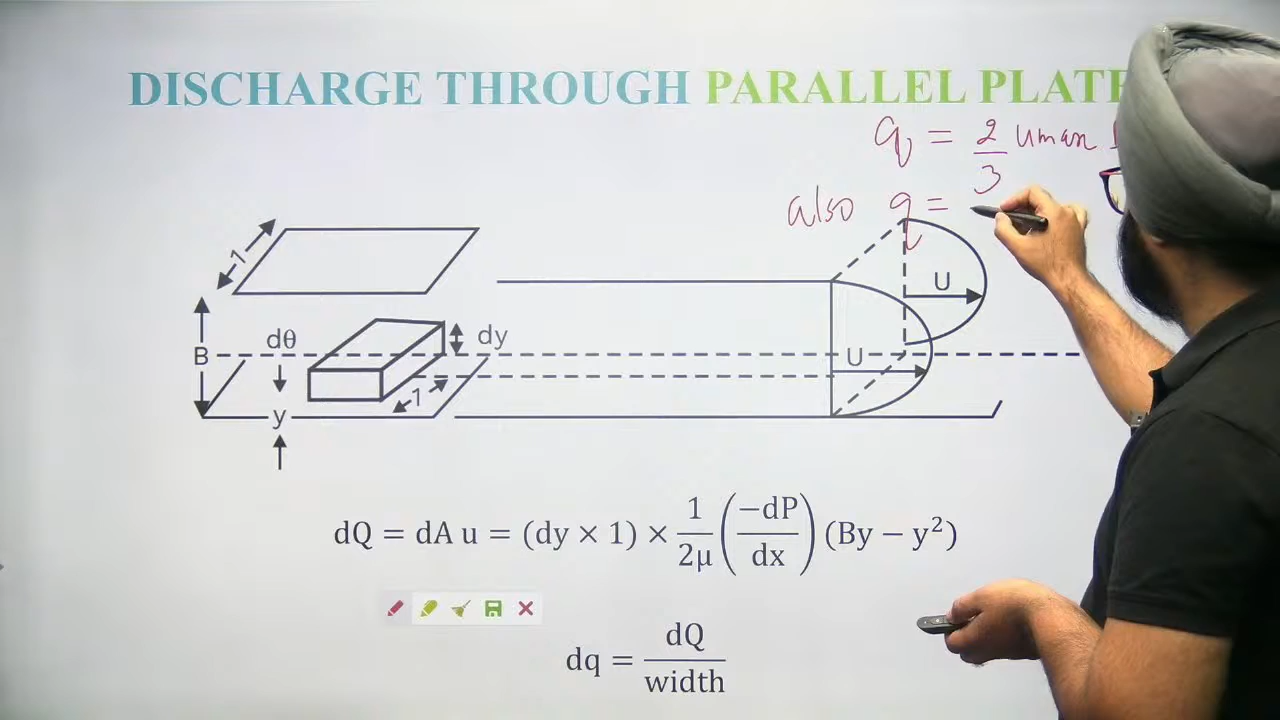 DISCHARGE THROUGH PARALLEL PLATE
q = 2/3 umax
also q =
1
U
dθ
dy
B
U
1
y
dQ = dA u = (dy × 1) × 1/2μ (−dP/dx) (By − y²)
dq = dQ/width